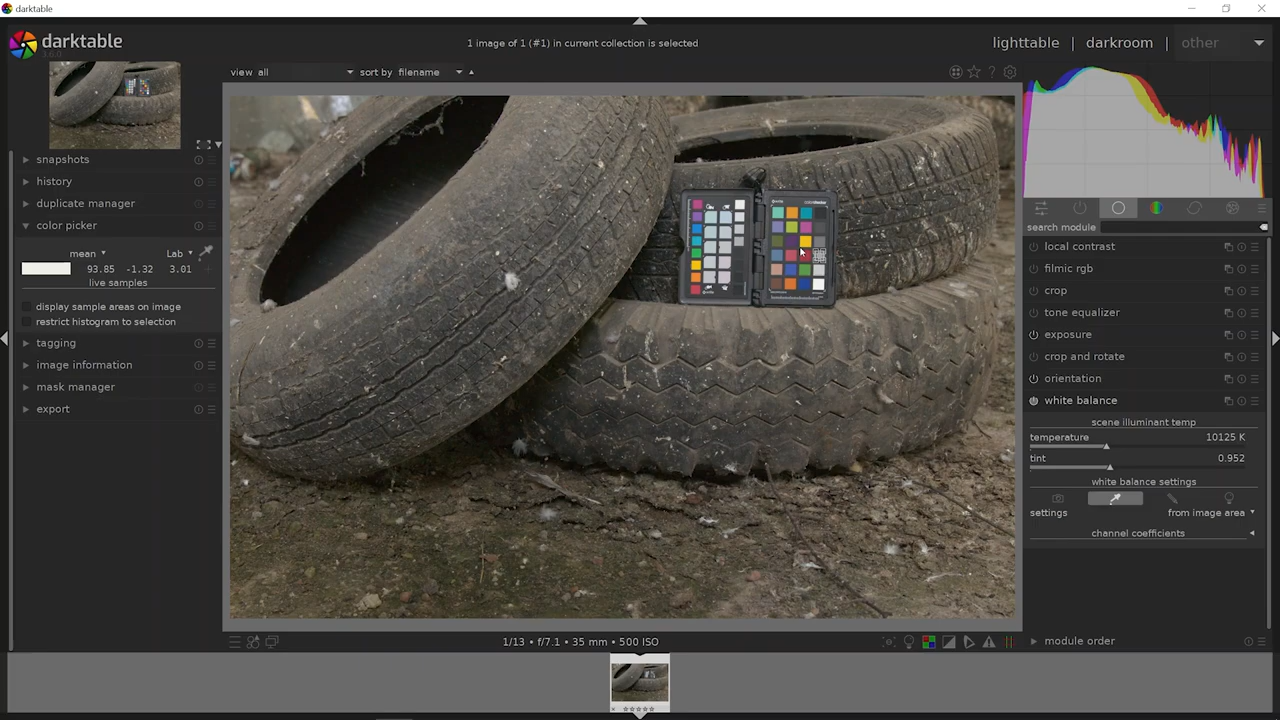 darktable
darktable
3.6.0
1 image of 1 (#1) in current collection is selected
lighttable | darkroom | other
view all
sort by filename
?
snapshots
history
duplicate manager
color picker
mean
Lab
93.85 -1.32 3.01
live samples
display sample areas on image
restrict histogram to selection
tagging
image information
mask manager
export
search module
local contrast
filmic rgb
crop
tone equalizer
exposure
crop and rotate
orientation
white balance
scene illuminant temp
temperature 10125 K
tint 0.952
white balance settings
settings from image area
channel coefficients
1/13 • f/7.1 • 35 mm • 500 ISO
module order